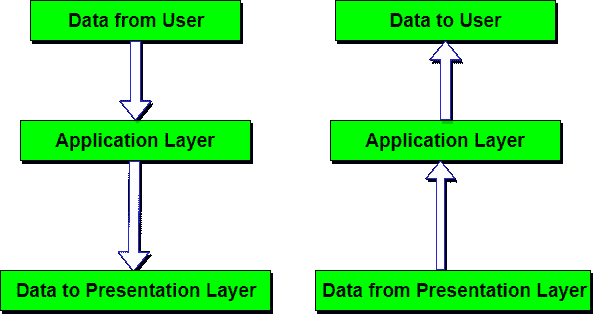 Data from User
Data to User
Application Layer
Application Layer
Data to Presentation Layer
Data from Presentation Layer